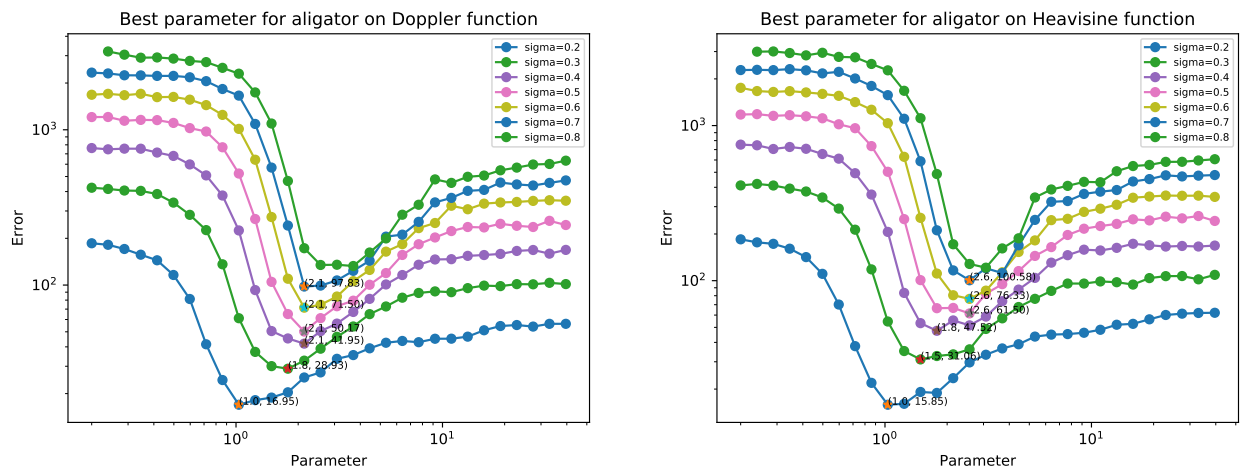 Best parameter for aligator on Doppler function
sigma=0.2
sigma=0.3
sigma=0.4
sigma=0.5
sigma=0.6
sigma=0.7
sigma=0.8
(2.1, 97.83)
(2.1, 71.50)
(2.1, 50.17)
(2.1, 41.95)
(1.8, 28.93)
(1.0, 16.95)
10³
10²
Error
10⁰
10¹
Parameter
Best parameter for aligator on Heavisine function
sigma=0.2
sigma=0.3
sigma=0.4
sigma=0.5
sigma=0.6
sigma=0.7
sigma=0.8
(2.6, 100.58)
(2.6, 76.33)
(2.6, 61.50)
(1.8, 47.52)
(1.5, 31.06)
(1.0, 15.85)
10³
10²
Error
10⁰
10¹
Parameter